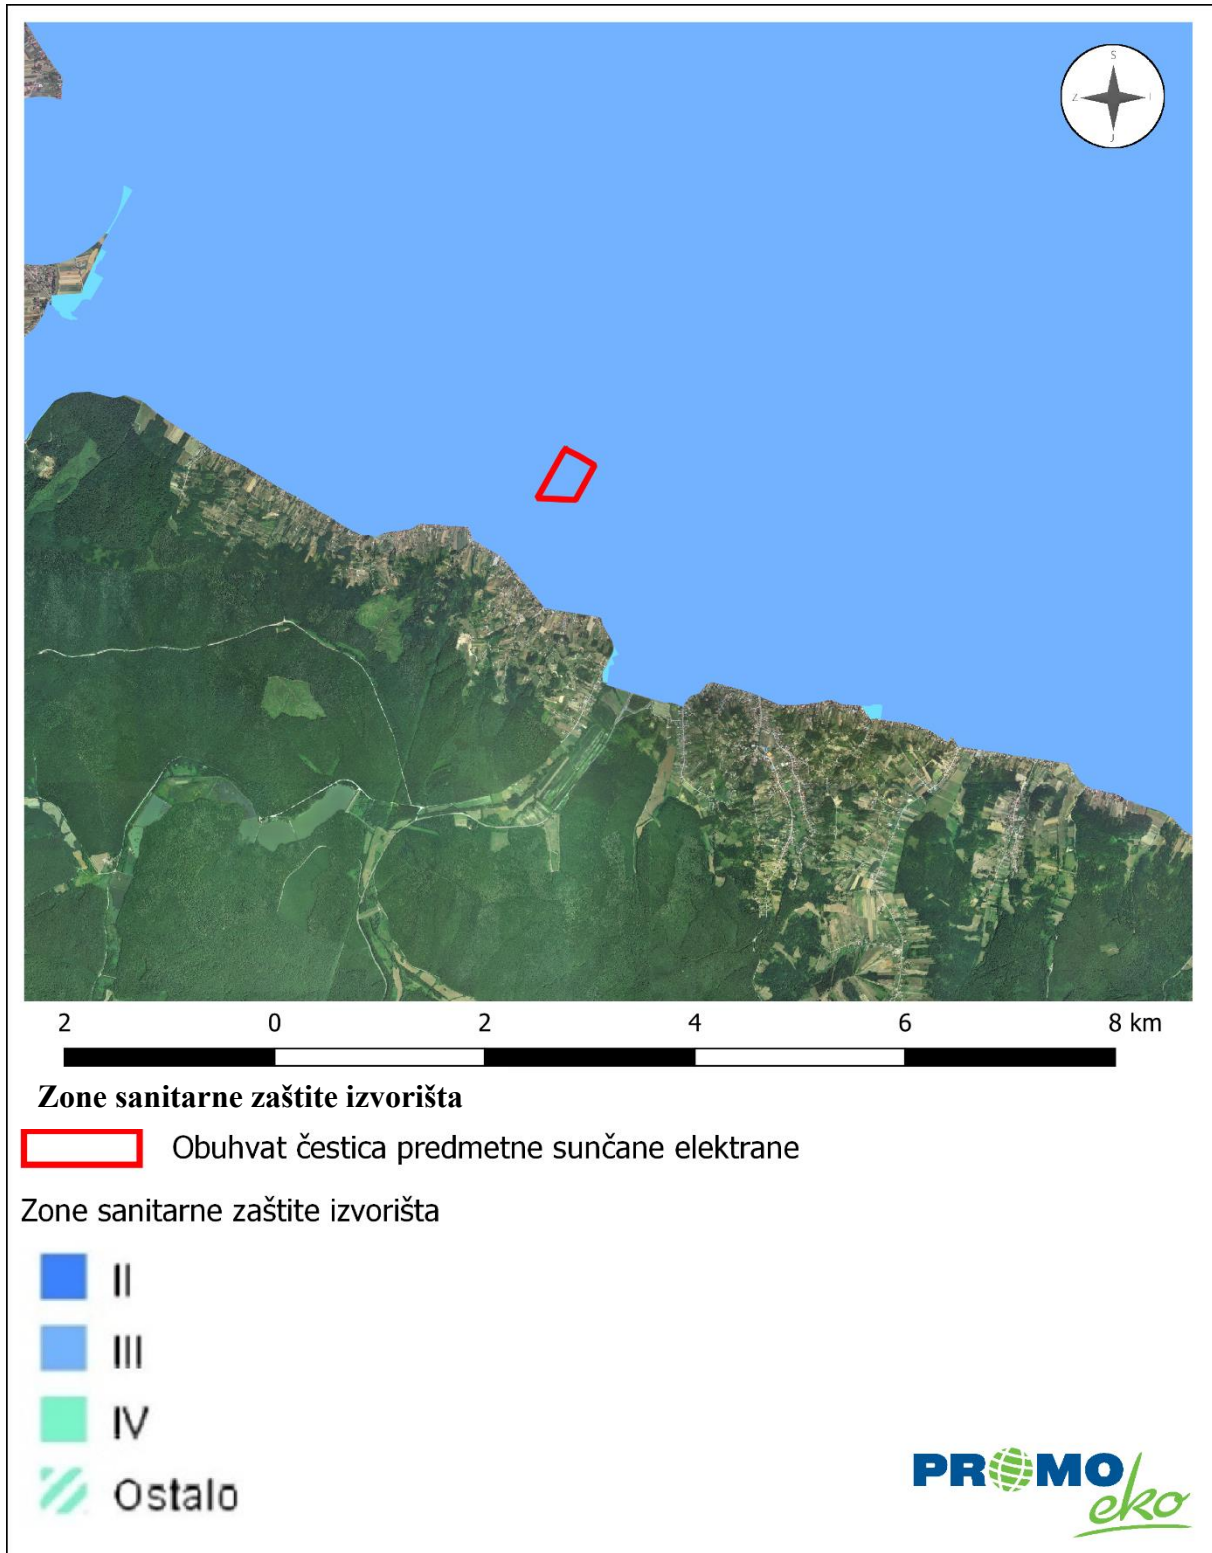 S
Z I
J
2 0 2 4 6 8 km
Zone sanitarne zaštite izvorišta
Obuhvat čestica predmetne sunčane elektrane
Zone sanitarne zaštite izvorišta
II
III
IV
Ostalo
PROMO
eko